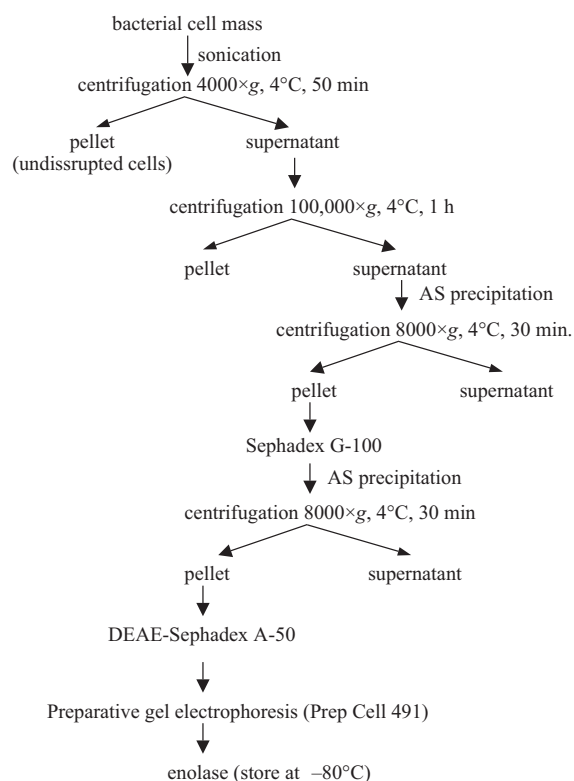 bacterial cell mass
sonication
centrifugation 4000×g, 4°C, 50 min
pellet
(undissrupted cells)
supernatant
centrifugation 100,000×g, 4°C, 1 h
pellet
supernatant
AS precipitation
centrifugation 8000×g, 4°C, 30 min.
pellet
supernatant
Sephadex G-100
AS precipitation
centrifugation 8000×g, 4°C, 30 min
pellet
supernatant
DEAE-Sephadex A-50
Preparative gel electrophoresis (Prep Cell 491)
enolase (store at –80°C)